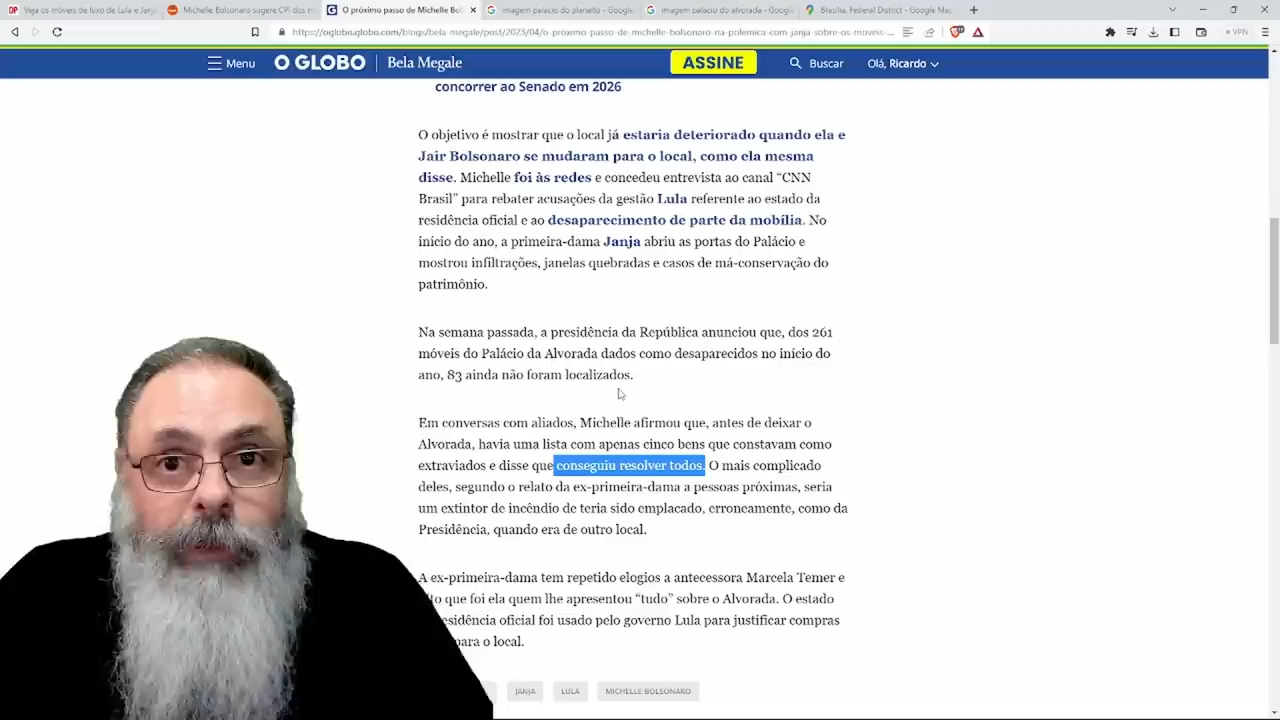 Veja os móveis de luxo de Lula e Janja
Michelle Bolsonaro sugere CPI dos m
O próximo passo de Michelle Bol
imagem palacio do planalto - Google
imagem palacio do alvorada - Google
Brasília, Federal District - Google Ma
https://oglobo.globo.com/blogs/bela-megale/post/2023/04/o-proximo-passo-de-michelle-bolsonaro-na-polemica-com-janja-sobre-os-moveis-...
VPN
Menu
O GLOBO
Bela Megale
ASSINE
Buscar
Olá, Ricardo
concorrer ao Senado em 2026
O objetivo é mostrar que o local já estaria deteriorado quando ela e
Jair Bolsonaro se mudaram para o local, como ela mesma
disse. Michelle foi às redes e concedeu entrevista ao canal “CNN
Brasil” para rebater acusações da gestão Lula referente ao estado da
residência oficial e ao desaparecimento de parte da mobília. No
início do ano, a primeira-dama Janja abriu as portas do Palácio e
mostrou infiltrações, janelas quebradas e casos de má-conservação do
patrimônio.
Na semana passada, a presidência da República anunciou que, dos 261
móveis do Palácio da Alvorada dados como desaparecidos no início do
ano, 83 ainda não foram localizados.
Em conversas com aliados, Michelle afirmou que, antes de deixar o
Alvorada, havia uma lista com apenas cinco bens que constavam como
extraviados e disse que conseguiu resolver todos. O mais complicado
deles, segundo o relato da ex-primeira-dama a pessoas próximas, seria
um extintor de incêndio de teria sido emplacado, erroneamente, como da
Presidência, quando era de outro local.
A ex-primeira-dama tem repetido elogios a antecessora Marcela Temer e
que foi ela quem lhe apresentou “tudo” sobre o Alvorada. O estado
esidência oficial foi usado pelo governo Lula para justificar compras
para o local.
JANJA
LULA
MICHELLE BOLSONARO